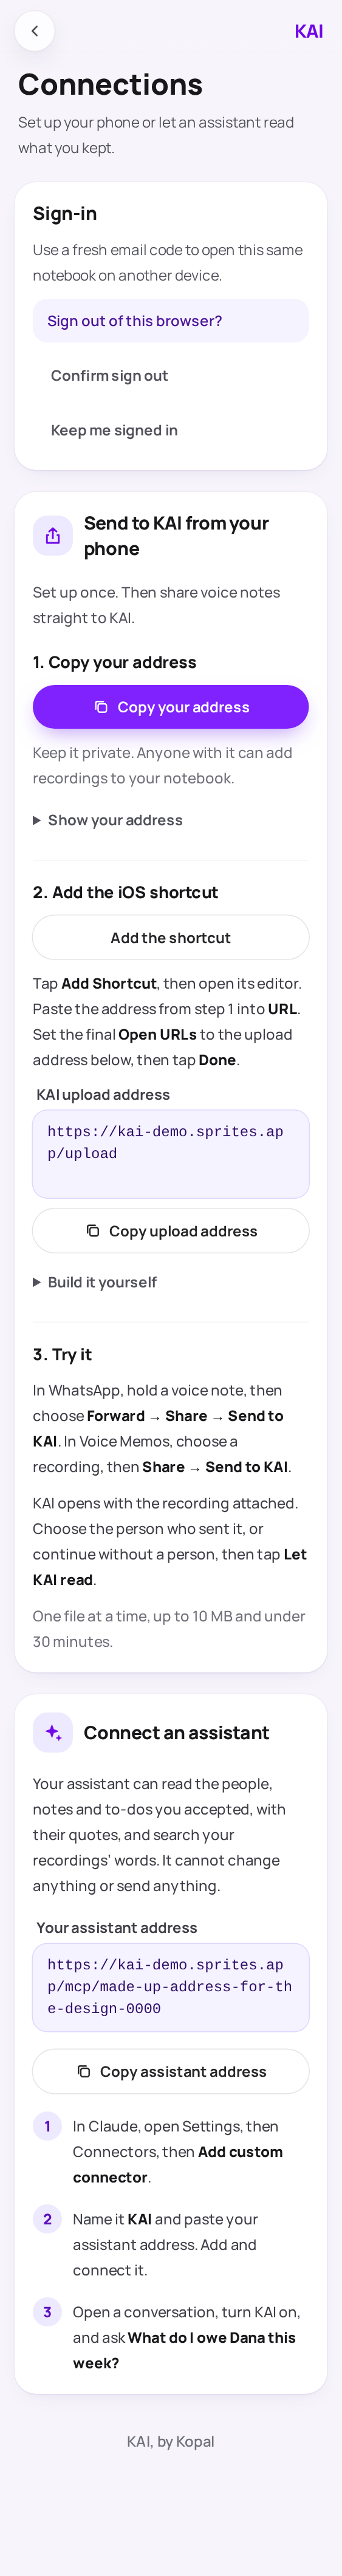 KAI
Connections
Set up your phone or let an assistant read
what you kept.
Sign-in
Use a fresh email code to open this same
notebook on another device.
Sign out of this browser?
Confirm sign out
Keep me signed in
Send to KAI from your
phone
Set up once. Then share voice notes
straight to KAI.
1. Copy your address
Copy your address
Keep it private. Anyone with it can add
recordings to your notebook.
Show your address
2. Add the iOS shortcut
Add the shortcut
Tap Add Shortcut, then open its editor.
Paste the address from step 1 into URL.
Set the final Open URLs to the upload
address below, then tap Done.
KAI upload address
https://kai-demo.sprites.ap
p/upload
Copy upload address
Build it yourself
3. Try it
In WhatsApp, hold a voice note, then
choose Forward → Share → Send to
KAI. In Voice Memos, choose a
recording, then Share → Send to KAI.
KAI opens with the recording attached.
Choose the person who sent it, or
continue without a person, then tap Let
KAI read.
One file at a time, up to 10 MB and under
30 minutes.
Connect an assistant
Your assistant can read the people,
notes and to-dos you accepted, with
their quotes, and search your
recordings’ words. It cannot change
anything or send anything.
Your assistant address
https://kai-demo.sprites.ap
p/mcp/made-up-address-for-th
e-design-0000
Copy assistant address
1 In Claude, open Settings, then
Connectors, then Add custom
connector.
2 Name it KAI and paste your
assistant address. Add and
connect it.
3 Open a conversation, turn KAI on,
and ask What do I owe Dana this
week?
KAI, by Kopal